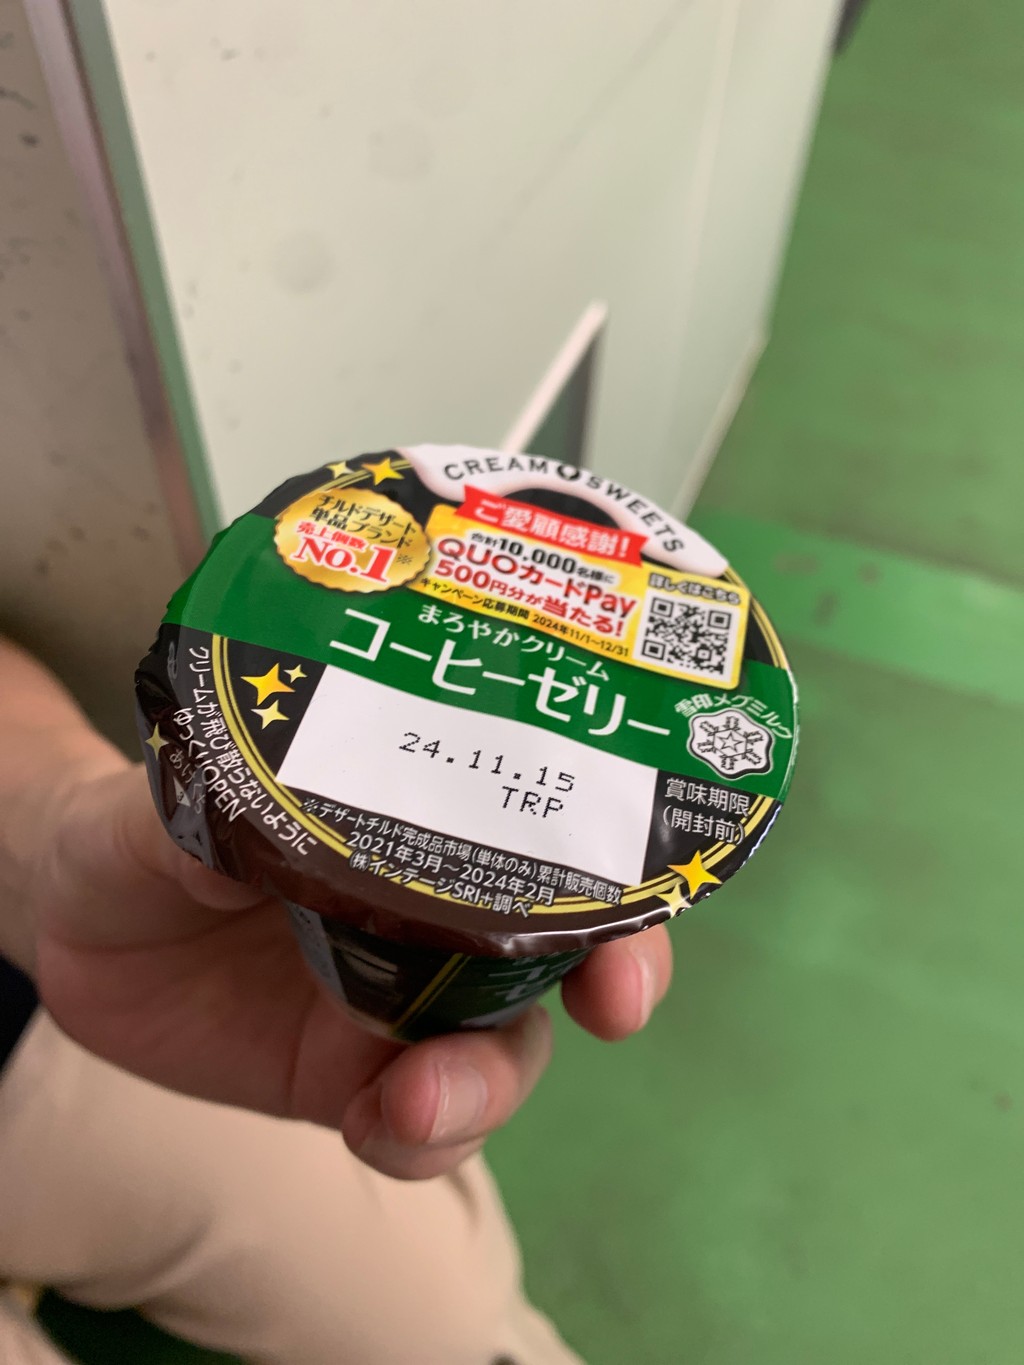 CREAM SWEETS
チルドデザート
単品ブランド
売上個数
No.1※
ご愛顧感謝!
合計10,000名様に
QUOカードPay
500円分が当たる!
キャンペーン応募期間 2024年11/1~12/31
詳しくはこちら
まろやかクリーム
コーヒーゼリー
雪印メグミルク
24.11.15
TRP
賞味期限
(開封前)
クリームが飛び散らないように
ゆっくりOPEN
※デザートチルド完成品市場(単体のみ)累計販売個数
2021年3月~2024年2月
(株)インテージSRI+調べ